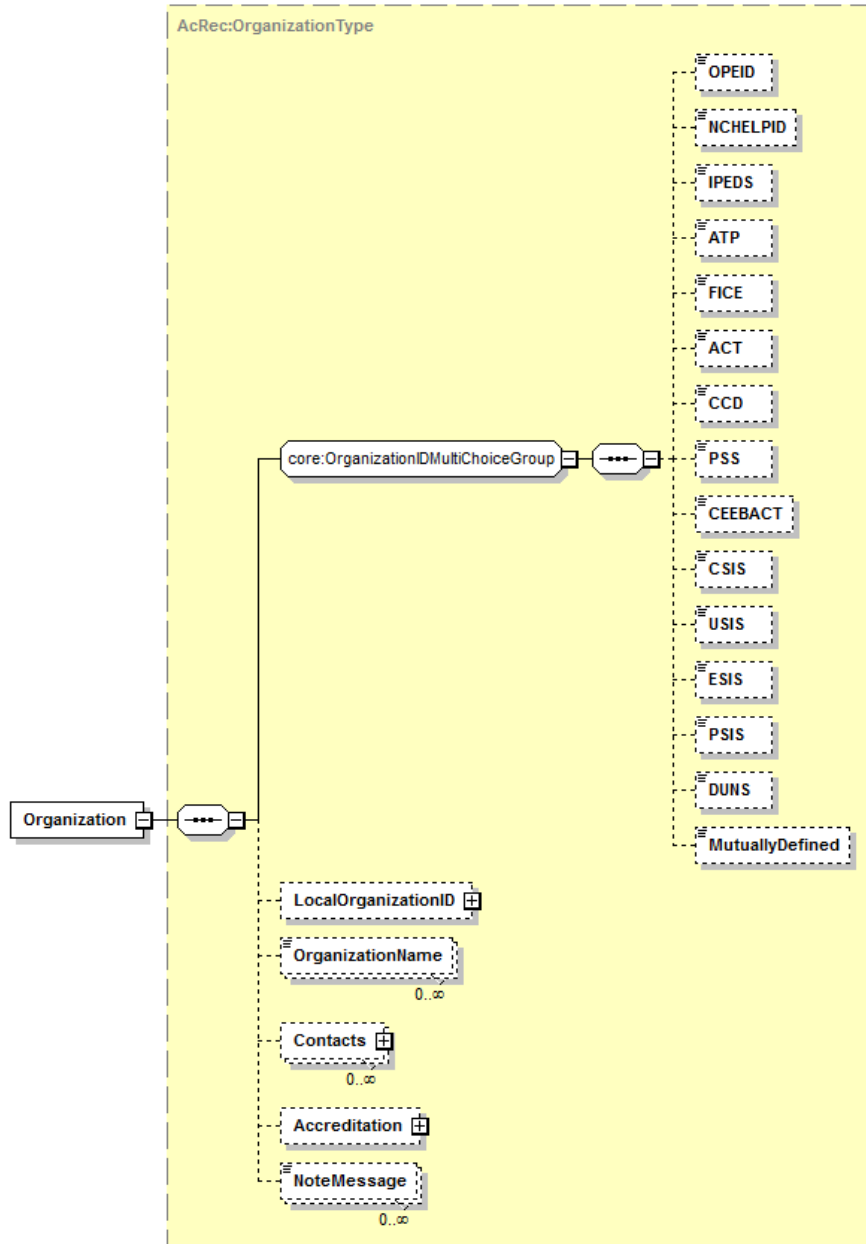 AcRec:OrganizationType
OPEID
NCHELPID
IPEDS
ATP
FICE
ACT
CCD
core:OrganizationIDMultiChoiceGroup
PSS
CEEBACT
CSIS
USIS
ESIS
PSIS
DUNS
Organization
MutuallyDefined
LocalOrganizationID
OrganizationName
0..∞
Contacts
0..∞
Accreditation
NoteMessage
0..∞